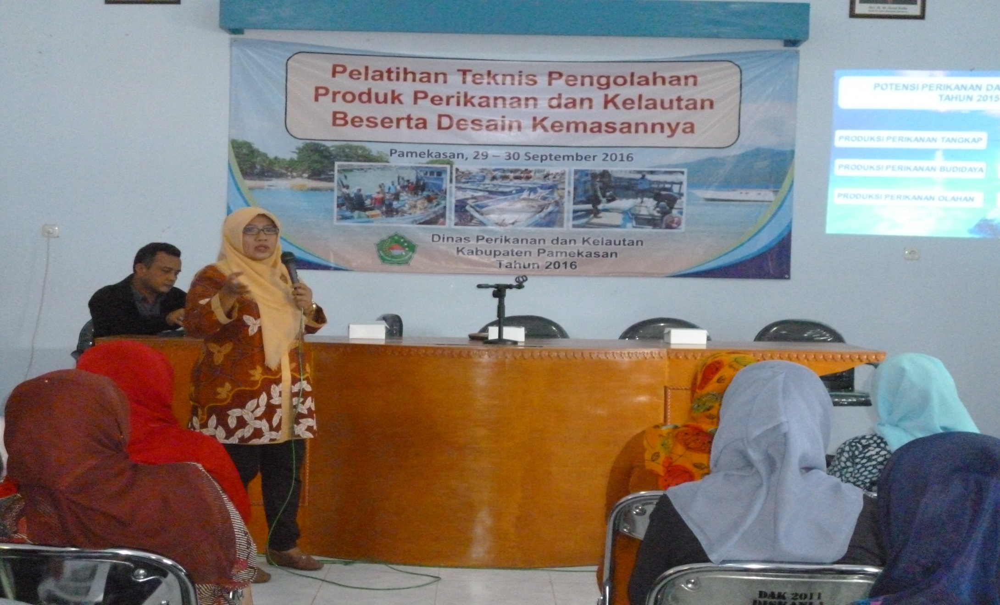 Pelatihan Teknis Pengolahan
Produk Perikanan dan Kelautan
Beserta Desain Kemasannya
Pamekasan, 29 – 30 September 2016
Dinas Perikanan dan Kelautan
Kabupaten Pamekasan
Tahun 2016
POTENSI PERIKANAN DA
TAHUN 2015
PRODUKSI PERIKANAN TANGKAP
PRODUKSI PERIKANAN BUDIDAYA
PRODUKSI PERIKANAN OLAHAN
DAK 2011